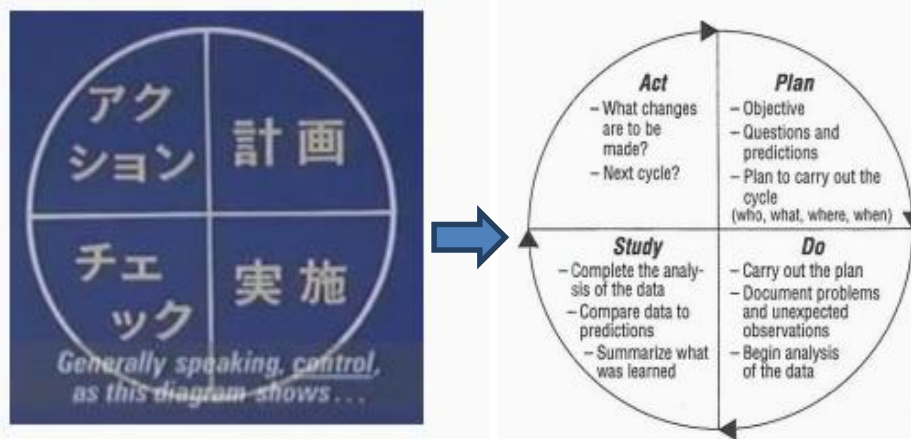 アク
ション
計画
チェ
ック
実施
Generally speaking, control,
as this diagram shows...
Act
– What changes
are to be
made?
– Next cycle?
Plan
– Objective
– Questions and
predictions
– Plan to carry out the
cycle
(who, what, where, when)
Study
– Complete the analy-
sis of the data
– Compare data to
predictions
– Summarize what
was learned
Do
– Carry out the plan
– Document problems
and unexpected
observations
– Begin analysis
of the data